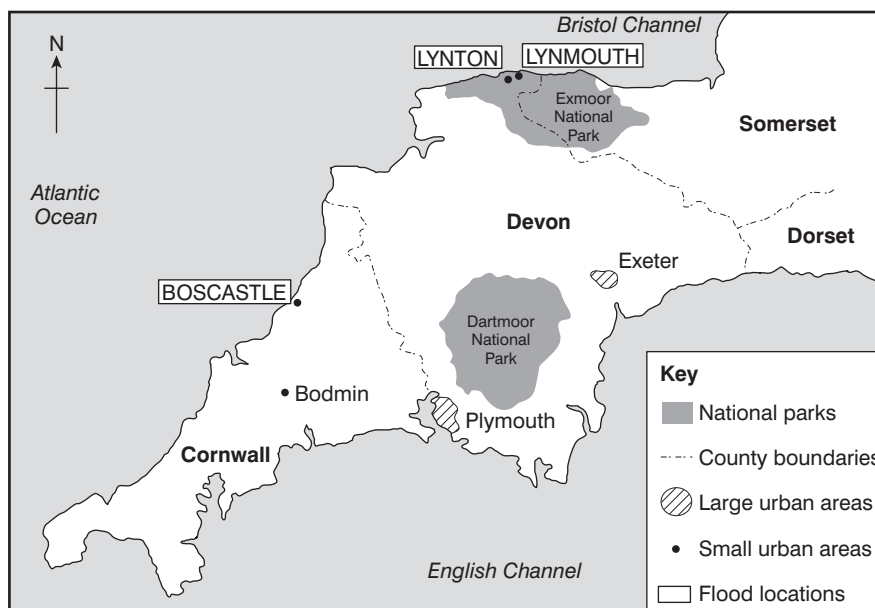 Bristol Channel
N
LYNTON
LYNMOUTH
Exmoor
National
Park
Somerset
Atlantic
Ocean
Devon
Dorset
Exeter
BOSCASTLE
Dartmoor
National
Park
Bodmin
Plymouth
Cornwall
English Channel
Key
National parks
County boundaries
Large urban areas
Small urban areas
Flood locations